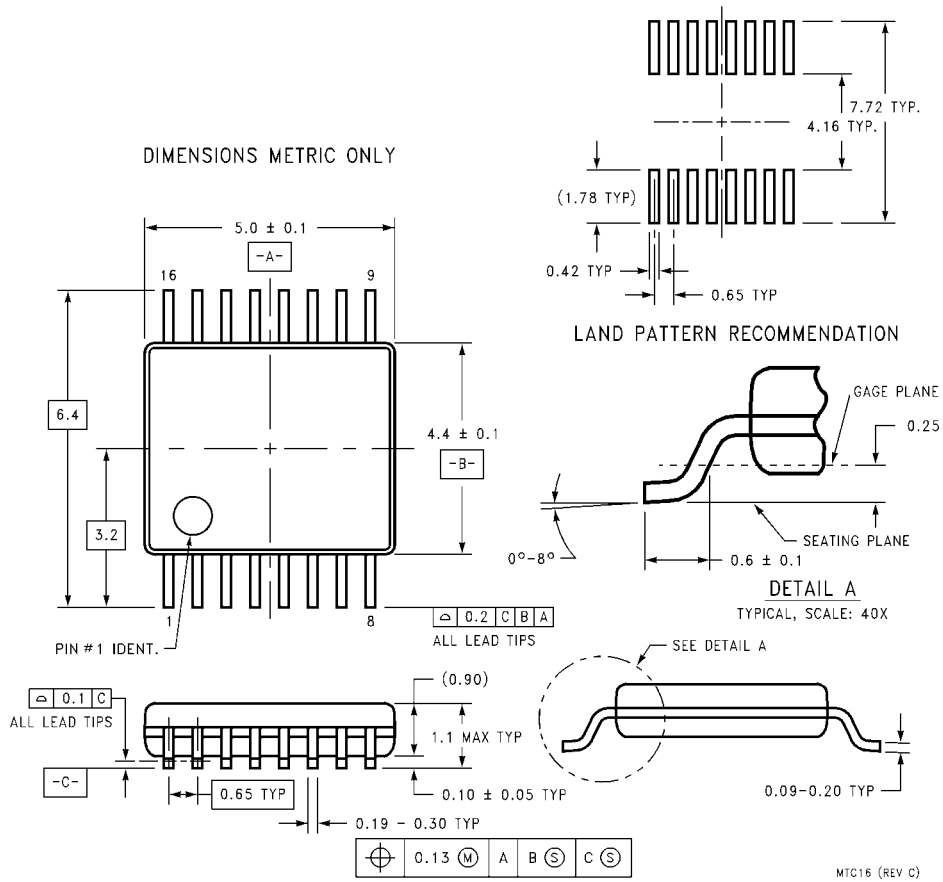 7.72 TYP.
4.16 TYP.
(1.78 TYP)
0.42 TYP
0.65 TYP
LAND PATTERN RECOMMENDATION
DIMENSIONS METRIC ONLY
5.0 ± 0.1
-A-
16
9
6.4
3.2
4.4 ± 0.1
-B-
1
8
PIN #1 IDENT.
⌓ 0.2 C B A
ALL LEAD TIPS
GAGE PLANE
0.25
SEATING PLANE
0°-8°
0.6 ± 0.1
DETAIL A
TYPICAL, SCALE: 40X
SEE DETAIL A
0.09-0.20 TYP
⌓ 0.1 C
ALL LEAD TIPS
-C-
(0.90)
1.1 MAX TYP
0.10 ± 0.05 TYP
0.65 TYP
0.19 - 0.30 TYP
⌖ 0.13 Ⓜ A B Ⓢ C Ⓢ
MTC16 (REV C)